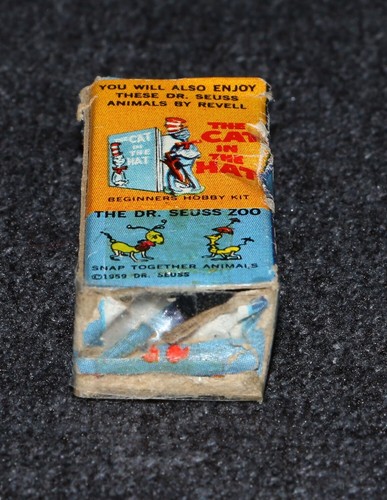 YOU WILL ALSO ENJOY
THESE DR. SEUSS
ANIMALS BY REVELL
THE
CAT
IN
THE
HAT
THE
CAT
IN
THE
HAT
BEGINNERS HOBBY KIT
THE DR. SEUSS ZOO
SNAP TOGETHER ANIMALS
©1959 DR. SEUSS